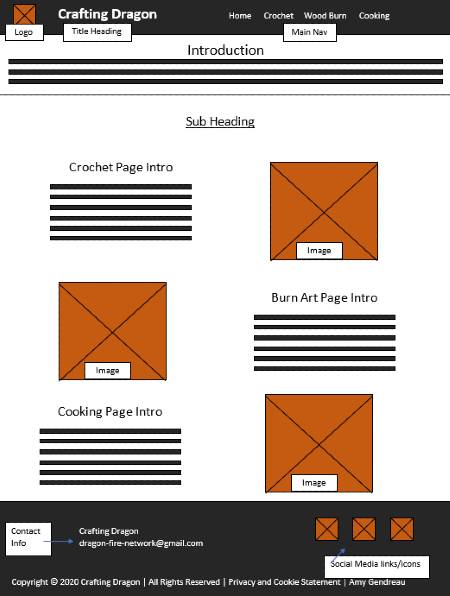 Crafting Dragon
Home Crochet Wood Burn Cooking
Logo
Title Heading
Main Nav
Introduction
Sub Heading
Crochet Page Intro
Image
Burn Art Page Intro
Image
Cooking Page Intro
Image
Contact
Info
Crafting Dragon
dragon-fire-network@gmail.com
Social Media links/icons
Copyright © 2020 Crafting Dragon | All Rights Reserved | Privacy and Cookie Statement | Amy Gendreau